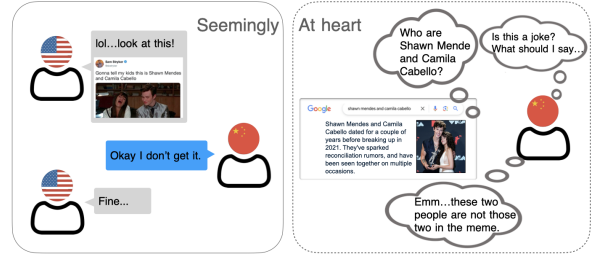 Seemingly
lol...look at this!
Gonna tell my kids this is Shawn Mendes
and Camila Cabello
Okay I don't get it.
Fine...
At heart
Who are
Shawn Mende
and Camila
Cabello?
Is this a joke?
What should I say...
Google
shawn mendes and camila cabello
Shawn Mendes and Camila
Cabello dated for a couple of
years before breaking up in
2021. They've sparked
reconciliation rumors, and have
been seen together on multiple
occasions.
Emm...these two
people are not those
two in the meme.